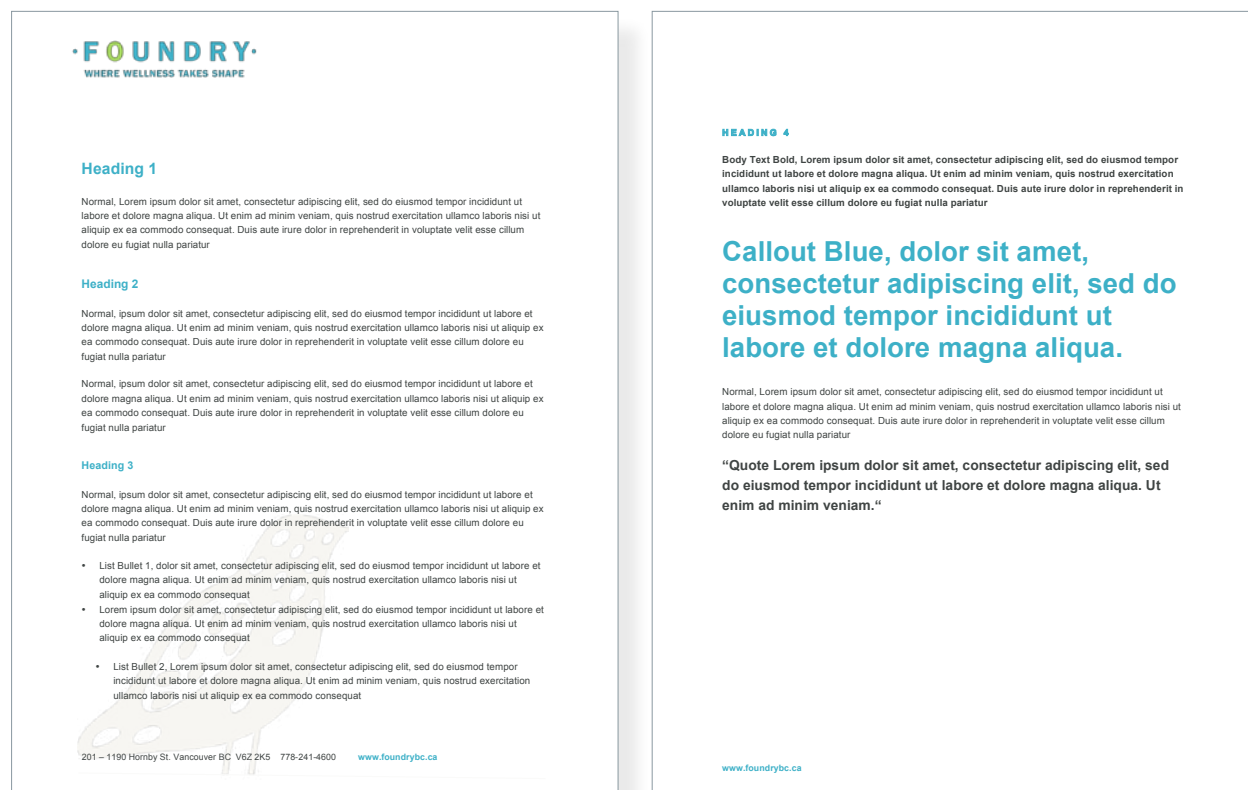 ·FOUNDRY·
WHERE WELLNESS TAKES SHAPE
Heading 1
Normal, Lorem ipsum dolor sit amet, consectetur adipiscing elit, sed do eiusmod tempor incididunt ut
labore et dolore magna aliqua. Ut enim ad minim veniam, quis nostrud exercitation ullamco laboris nisi ut
aliquip ex ea commodo consequat. Duis aute irure dolor in reprehenderit in voluptate velit esse cillum
dolore eu fugiat nulla pariatur
Heading 2
Normal, ipsum dolor sit amet, consectetur adipiscing elit, sed do eiusmod tempor incididunt ut labore et
dolore magna aliqua. Ut enim ad minim veniam, quis nostrud exercitation ullamco laboris nisi ut aliquip ex
ea commodo consequat. Duis aute irure dolor in reprehenderit in voluptate velit esse cillum dolore eu
fugiat nulla pariatur
Normal, ipsum dolor sit amet, consectetur adipiscing elit, sed do eiusmod tempor incididunt ut labore et
dolore magna aliqua. Ut enim ad minim veniam, quis nostrud exercitation ullamco laboris nisi ut aliquip ex
ea commodo consequat. Duis aute irure dolor in reprehenderit in voluptate velit esse cillum dolore eu
fugiat nulla pariatur
Heading 3
Normal, ipsum dolor sit amet, consectetur adipiscing elit, sed do eiusmod tempor incididunt ut labore et
dolore magna aliqua. Ut enim ad minim veniam, quis nostrud exercitation ullamco laboris nisi ut aliquip ex
ea commodo consequat. Duis aute irure dolor in reprehenderit in voluptate velit esse cillum dolore eu
fugiat nulla pariatur
• List Bullet 1, dolor sit amet, consectetur adipiscing elit, sed do eiusmod tempor incididunt ut labore et
dolore magna aliqua. Ut enim ad minim veniam, quis nostrud exercitation ullamco laboris nisi ut
aliquip ex ea commodo consequat
• Lorem ipsum dolor sit amet, consectetur adipiscing elit, sed do eiusmod tempor incididunt ut labore et
dolore magna aliqua. Ut enim ad minim veniam, quis nostrud exercitation ullamco laboris nisi ut
aliquip ex ea commodo consequat
• List Bullet 2, Lorem ipsum dolor sit amet, consectetur adipiscing elit, sed do eiusmod tempor
incididunt ut labore et dolore magna aliqua. Ut enim ad minim veniam, quis nostrud exercitation
ullamco laboris nisi ut aliquip ex ea commodo consequat
201 – 1190 Hornby St. Vancouver BC V6Z 2K5 778-241-4600 www.foundrybc.ca
HEADING 4
Body Text Bold, Lorem ipsum dolor sit amet, consectetur adipiscing elit, sed do eiusmod tempor
incididunt ut labore et dolore magna aliqua. Ut enim ad minim veniam, quis nostrud exercitation
ullamco laboris nisi ut aliquip ex ea commodo consequat. Duis aute irure dolor in reprehenderit in
voluptate velit esse cillum dolore eu fugiat nulla pariatur
Callout Blue, dolor sit amet,
consectetur adipiscing elit, sed do
eiusmod tempor incididunt ut
labore et dolore magna aliqua.
Normal, Lorem ipsum dolor sit amet, consectetur adipiscing elit, sed do eiusmod tempor incididunt ut
labore et dolore magna aliqua. Ut enim ad minim veniam, quis nostrud exercitation ullamco laboris nisi ut
aliquip ex ea commodo consequat. Duis aute irure dolor in reprehenderit in voluptate velit esse cillum
dolore eu fugiat nulla pariatur
“Quote Lorem ipsum dolor sit amet, consectetur adipiscing elit, sed
do eiusmod tempor incididunt ut labore et dolore magna aliqua. Ut
enim ad minim veniam.“
www.foundrybc.ca